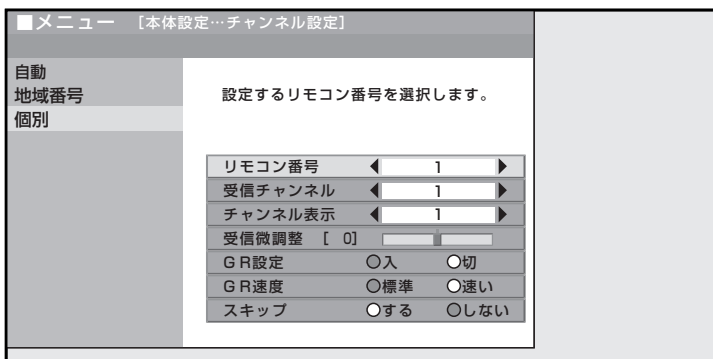 ■メニュー [本体設定…チャンネル設定]
自動
地域番号
個別
設定するリモコン番号を選択します。
リモコン番号 1
受信チャンネル 1
チャンネル表示 1
受信微調整 [ 0]
GR設定 入 切
GR速度 標準 速い
スキップ する しない